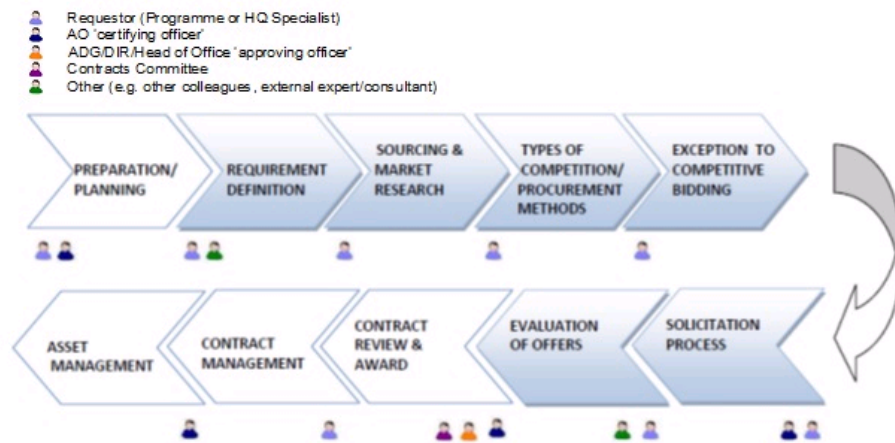 Requestor (Programme or HQ Specialist)
AO 'certifying officer'
ADG/DIR/Head of Office 'approving officer'
Contracts Committee
Other (e.g. other colleagues, external expert/consultant)
PREPARATION/
PLANNING
REQUIREMENT
DEFINITION
SOURCING &
MARKET
RESEARCH
TYPES OF
COMPETITION/
PROCUREMENT
METHODS
EXCEPTION TO
COMPETITIVE
BIDDING
ASSET
MANAGEMENT
CONTRACT
MANAGEMENT
CONTRACT
REVIEW &
AWARD
EVALUATION
OF OFFERS
SOLICITATION
PROCESS